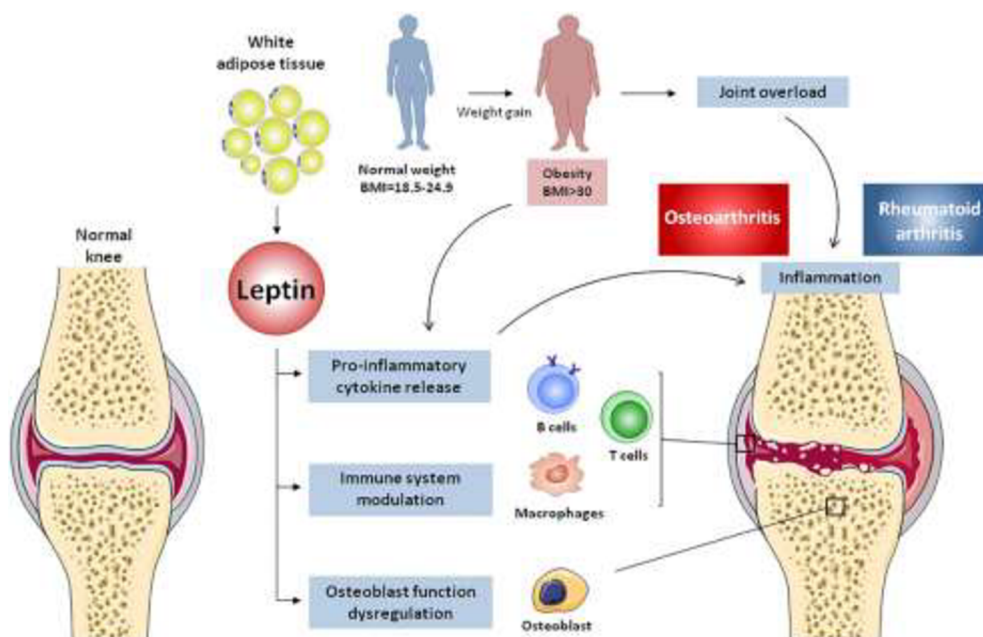 White
adipose tissue
Weight gain
Joint overload
Normal weight
BMI=18.5-24.9
Obesity
BMI>30
Osteoarthritis
Rheumatoid
arthritis
Normal
knee
Leptin
Inflammation
Pro-inflammatory
cytokine release
B cells
T cells
Immune system
modulation
Macrophages
Osteoblast function
dysregulation
Osteoblast